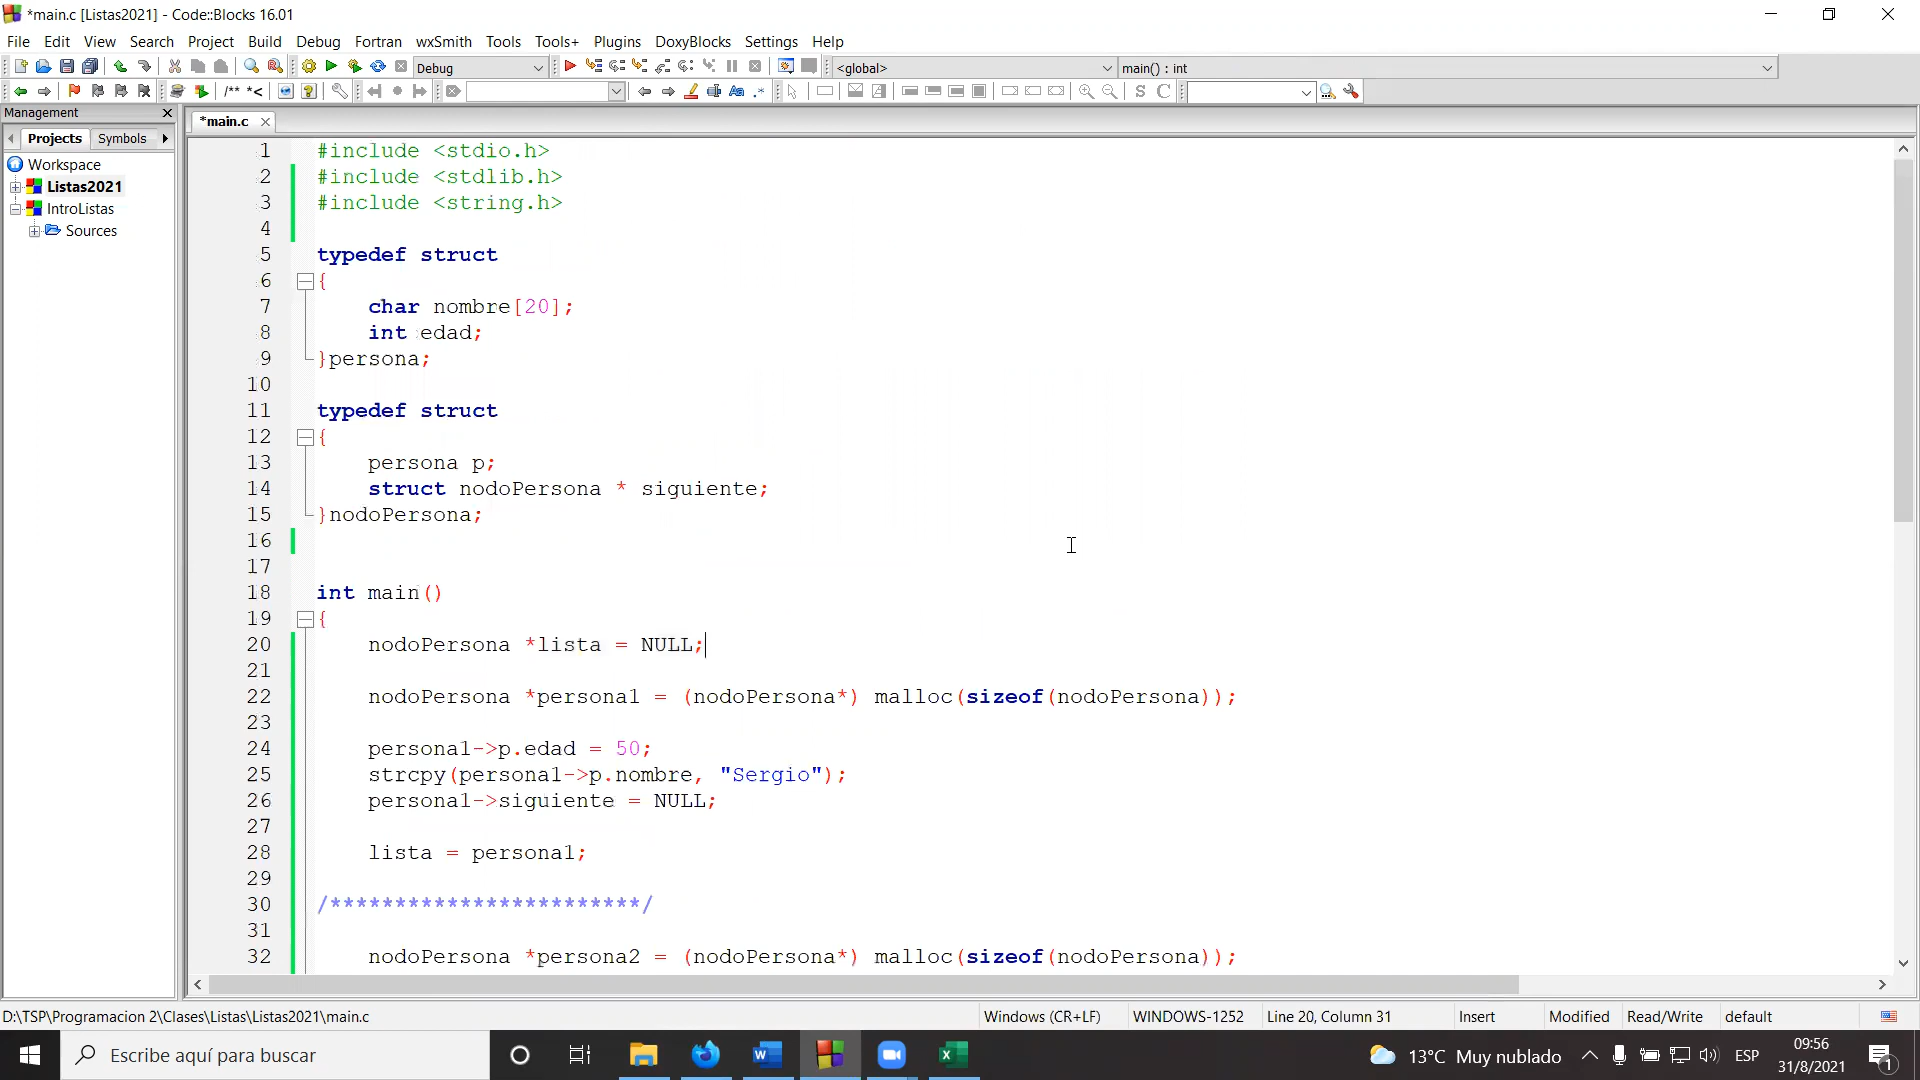 *main.c [Listas2021] - Code::Blocks 16.01
File Edit View Search Project Build Debug Fortran wxSmith Tools Tools+ Plugins DoxyBlocks Settings Help
Debug <global> main() : int
/** *<
Management
Projects Symbols
Workspace
Listas2021
IntroListas
Sources
*main.c
1 #include <stdio.h>
2 #include <stdlib.h>
3 #include <string.h>
4
5 typedef struct
6 {
7 char nombre[20];
8 int edad;
9 }persona;
10
11 typedef struct
12 {
13 persona p;
14 struct nodoPersona * siguiente;
15 }nodoPersona;
16
17
18 int main()
19 {
20 nodoPersona *lista = NULL;
21
22 nodoPersona *persona1 = (nodoPersona*) malloc(sizeof(nodoPersona));
23
24 persona1->p.edad = 50;
25 strcpy(persona1->p.nombre, "Sergio");
26 persona1->siguiente = NULL;
27
28 lista = persona1;
29
30 /************************/
31
32 nodoPersona *persona2 = (nodoPersona*) malloc(sizeof(nodoPersona));
D:\TSP\Programacion 2\Clases\Listas\Listas2021\main.c Windows (CR+LF) WINDOWS-1252 Line 20, Column 31 Insert Modified Read/Write default
Escribe aquí para buscar
13°C Muy nublado
ESP
09:56
31/8/2021
1